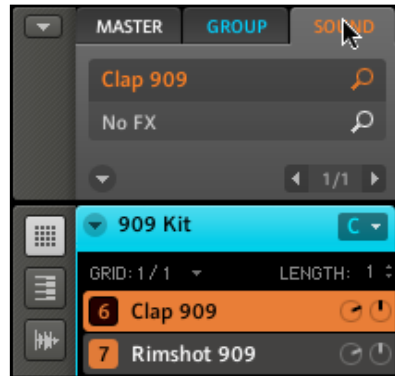 MASTER GROUP SOUND
Clap 909
No FX
1/1
909 Kit C
GRID: 1 / 1 LENGTH: 1
6 Clap 909
7 Rimshot 909